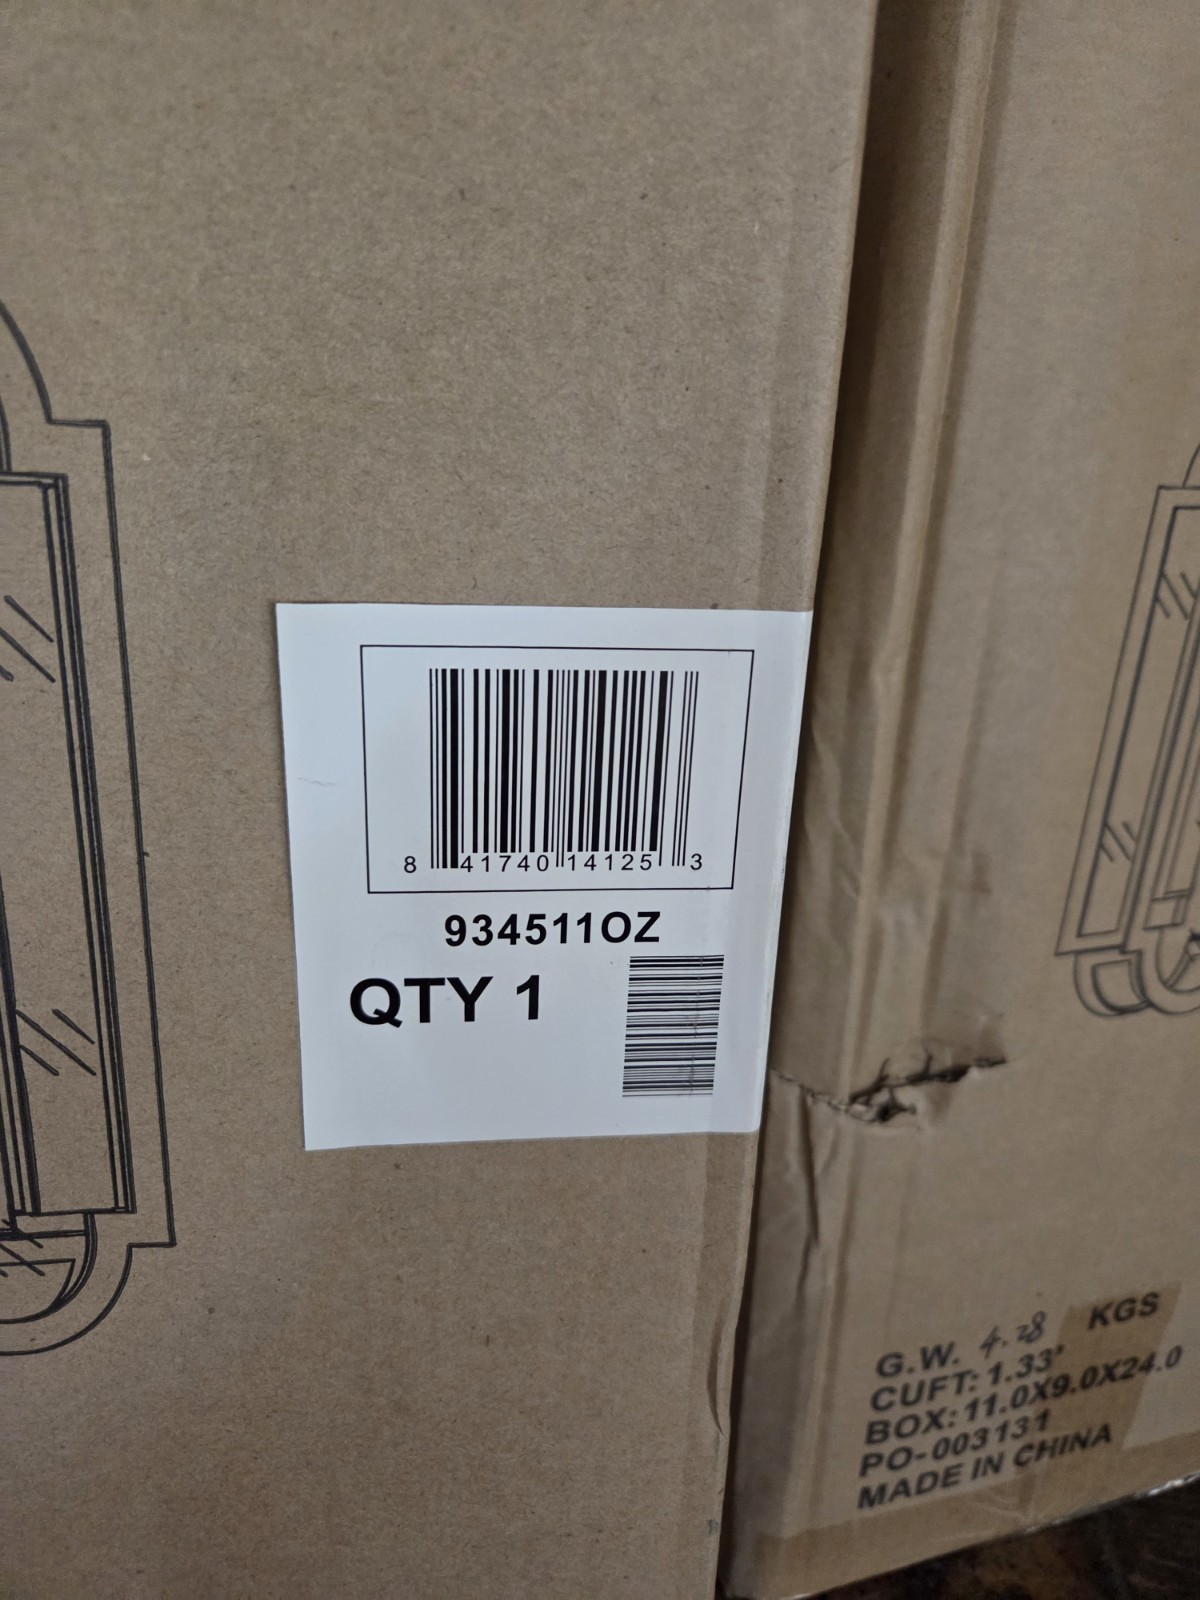 8 41740 14125 3
934511OZ
QTY 1
G.W. 4.28 KGS
CUFT: 1.33'
BOX: 11.0X9.0X24.0
PO-003131
MADE IN CHINA